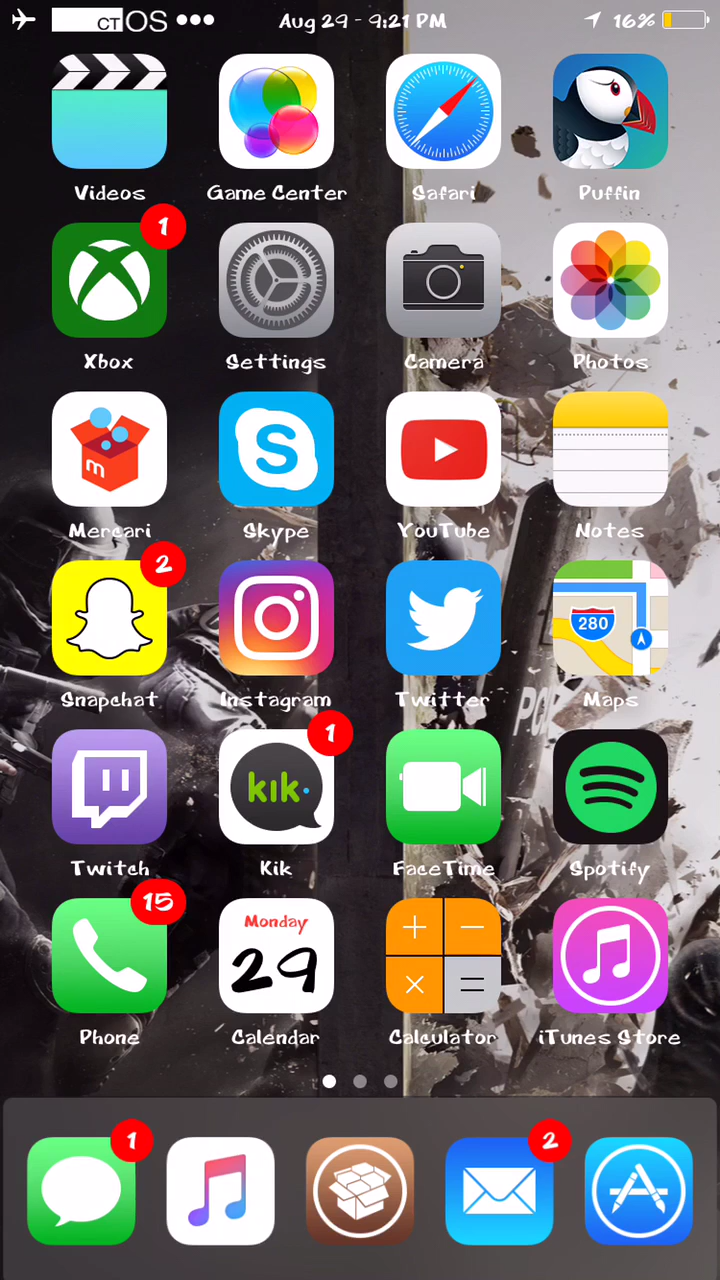 CTOS Aug 29 - 9:21 PM 16%
Videos Game Center Safari Puffin
1
Xbox Settings Camera Photos
m
Mercari Skype YouTube Notes
2
280
Snapchat Instagram Twitter Maps
1
kik
Twitch Kik FaceTime Spotify
15
Monday
29
Phone Calendar Calculator iTunes Store
1 2